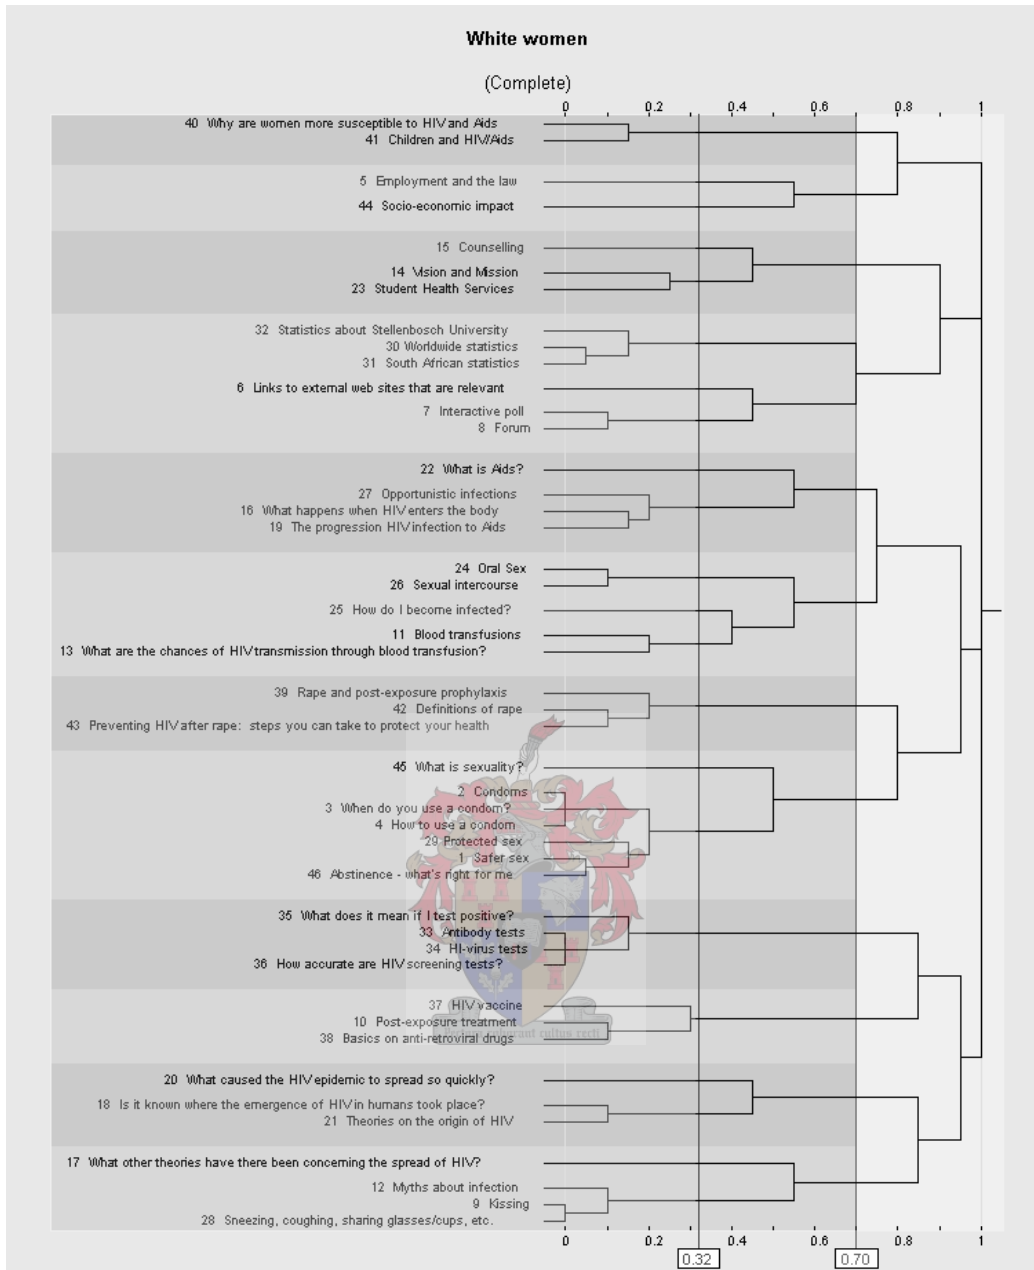 White women
(Complete)
0 0.2 0.4 0.6 0.8 1
40 Why are women more susceptible to HIV and Aids
41 Children and HIV/Aids
5 Employment and the law
44 Socio-economic impact
15 Counselling
14 Vision and Mission
23 Student Health Services
32 Statistics about Stellenbosch University
30 Worldwide statistics
31 South African statistics
6 Links to external web sites that are relevant
7 Interactive poll
8 Forum
22 What is Aids?
27 Opportunistic infections
16 What happens when HIV enters the body
19 The progression HIV infection to Aids
24 Oral Sex
26 Sexual intercourse
25 How do I become infected?
11 Blood transfusions
13 What are the chances of HIV transmission through blood transfusion?
39 Rape and post-exposure prophylaxis
42 Definitions of rape
43 Preventing HIV after rape: steps you can take to protect your health
45 What is sexuality?
2 Condoms
3 When do you use a condom?
4 How to use a condom
29 Protected sex
1 Safer sex
46 Abstinence - what's right for me
35 What does it mean if I test positive?
33 Antibody tests
34 HI-virus tests
36 How accurate are HIV screening tests?
37 HIV vaccine
10 Post-exposure treatment
roborant cultus recti
38 Basics on anti-retroviral drugs
20 What caused the HIV epidemic to spread so quickly?
18 Is it known where the emergence of HIV in humans took place?
21 Theories on the origin of HIV
17 What other theories have there been concerning the spread of HIV?
12 Myths about infection
9 Kissing
28 Sneezing, coughing, sharing glasses/cups, etc.
0 0.2 0.4 0.6 0.8 1
0.32 0.70